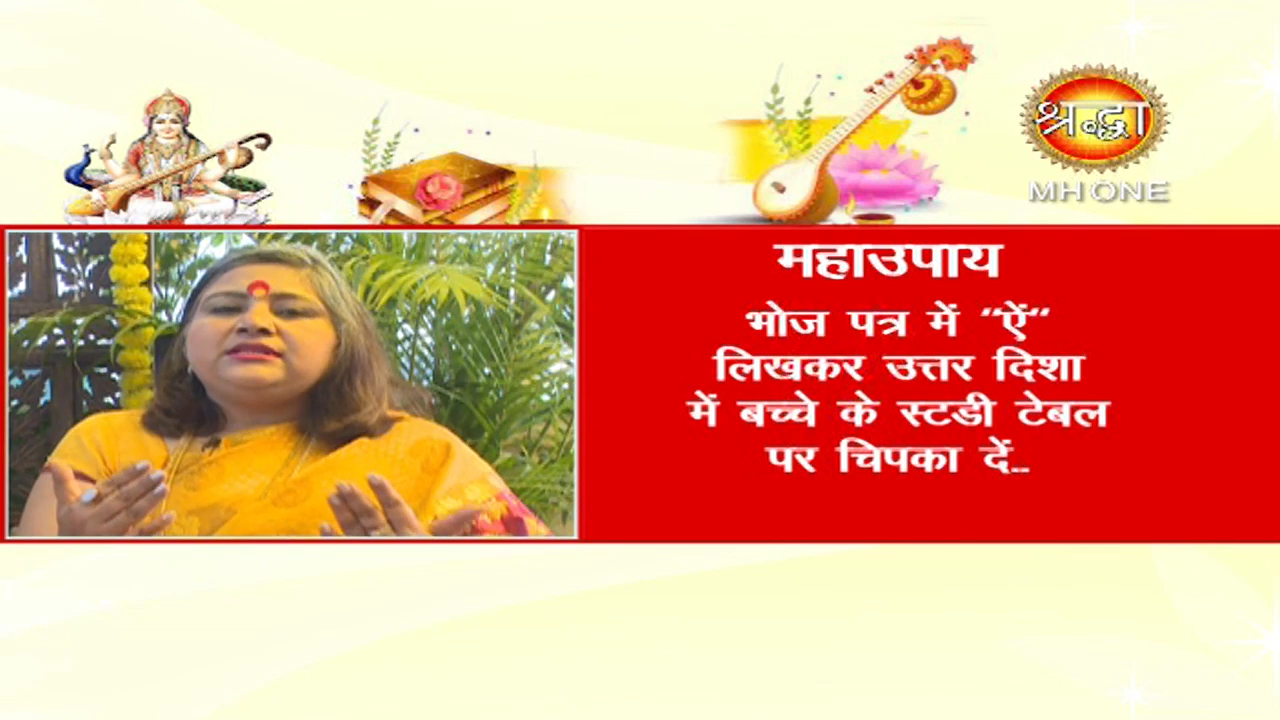 श्रद्धा
MH ONE
महाउपाय
भोज पत्र में “ऐं”
लिखकर उत्तर दिशा
में बच्चे के स्टडी टेबल
पर चिपका दें..